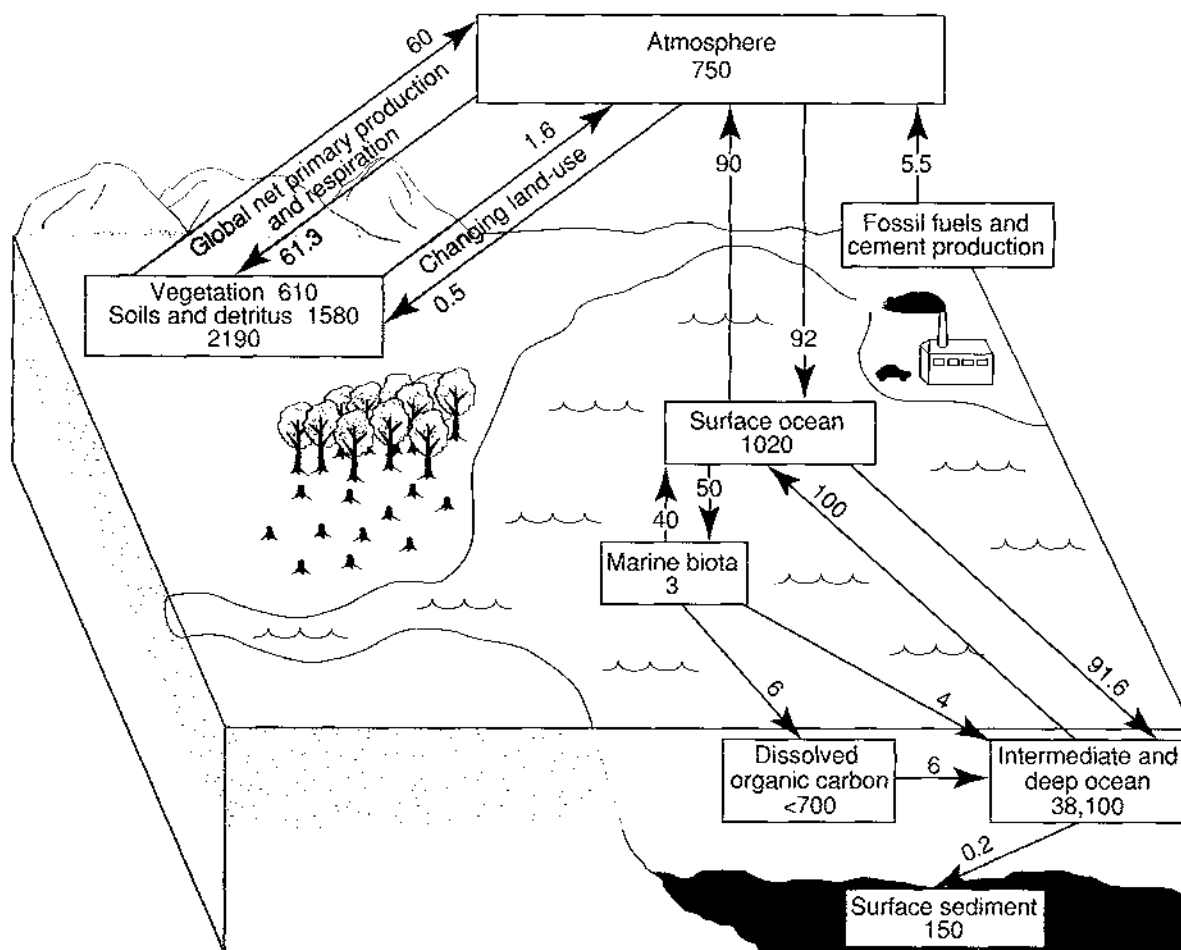 Atmosphere
750
60
Global net primary production
and respiration
61.3
1.6
Changing land-use
0.5
90
92
5.5
Fossil fuels and
cement production
Vegetation 610
Soils and detritus 1580
2190
Surface ocean
1020
40
50
100
91.6
Marine biota
3
6
4
Dissolved
organic carbon
<700
6
Intermediate and
deep ocean
38,100
0.2
Surface sediment
150